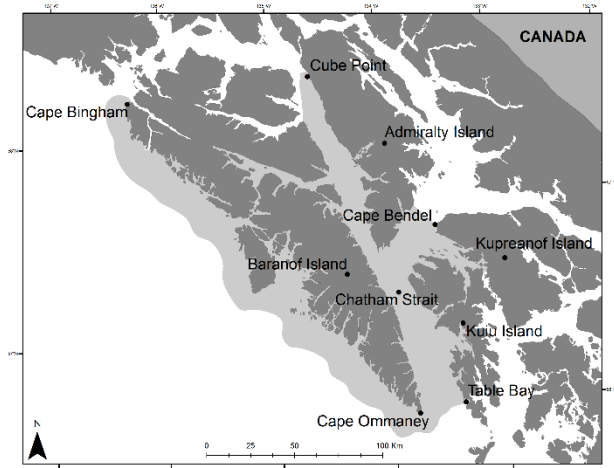 CANADA
Cube Point
Cape Bingham
Admiralty Island
Cape Bendel
Kupreanof Island
Baranof Island
Chatham Strait
Kuiu Island
Table Bay
Cape Ommaney
N
0 25 50 75 100 Km